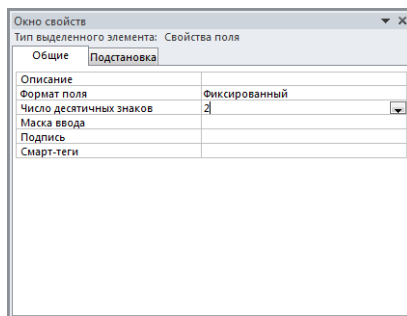 Окно свойств
Тип выделенного элемента: Свойства поля
Общие Подстановка
Описание
Формат поля Фиксированный
Число десятичных знаков 2
Маска ввода
Подпись
Смарт-теги